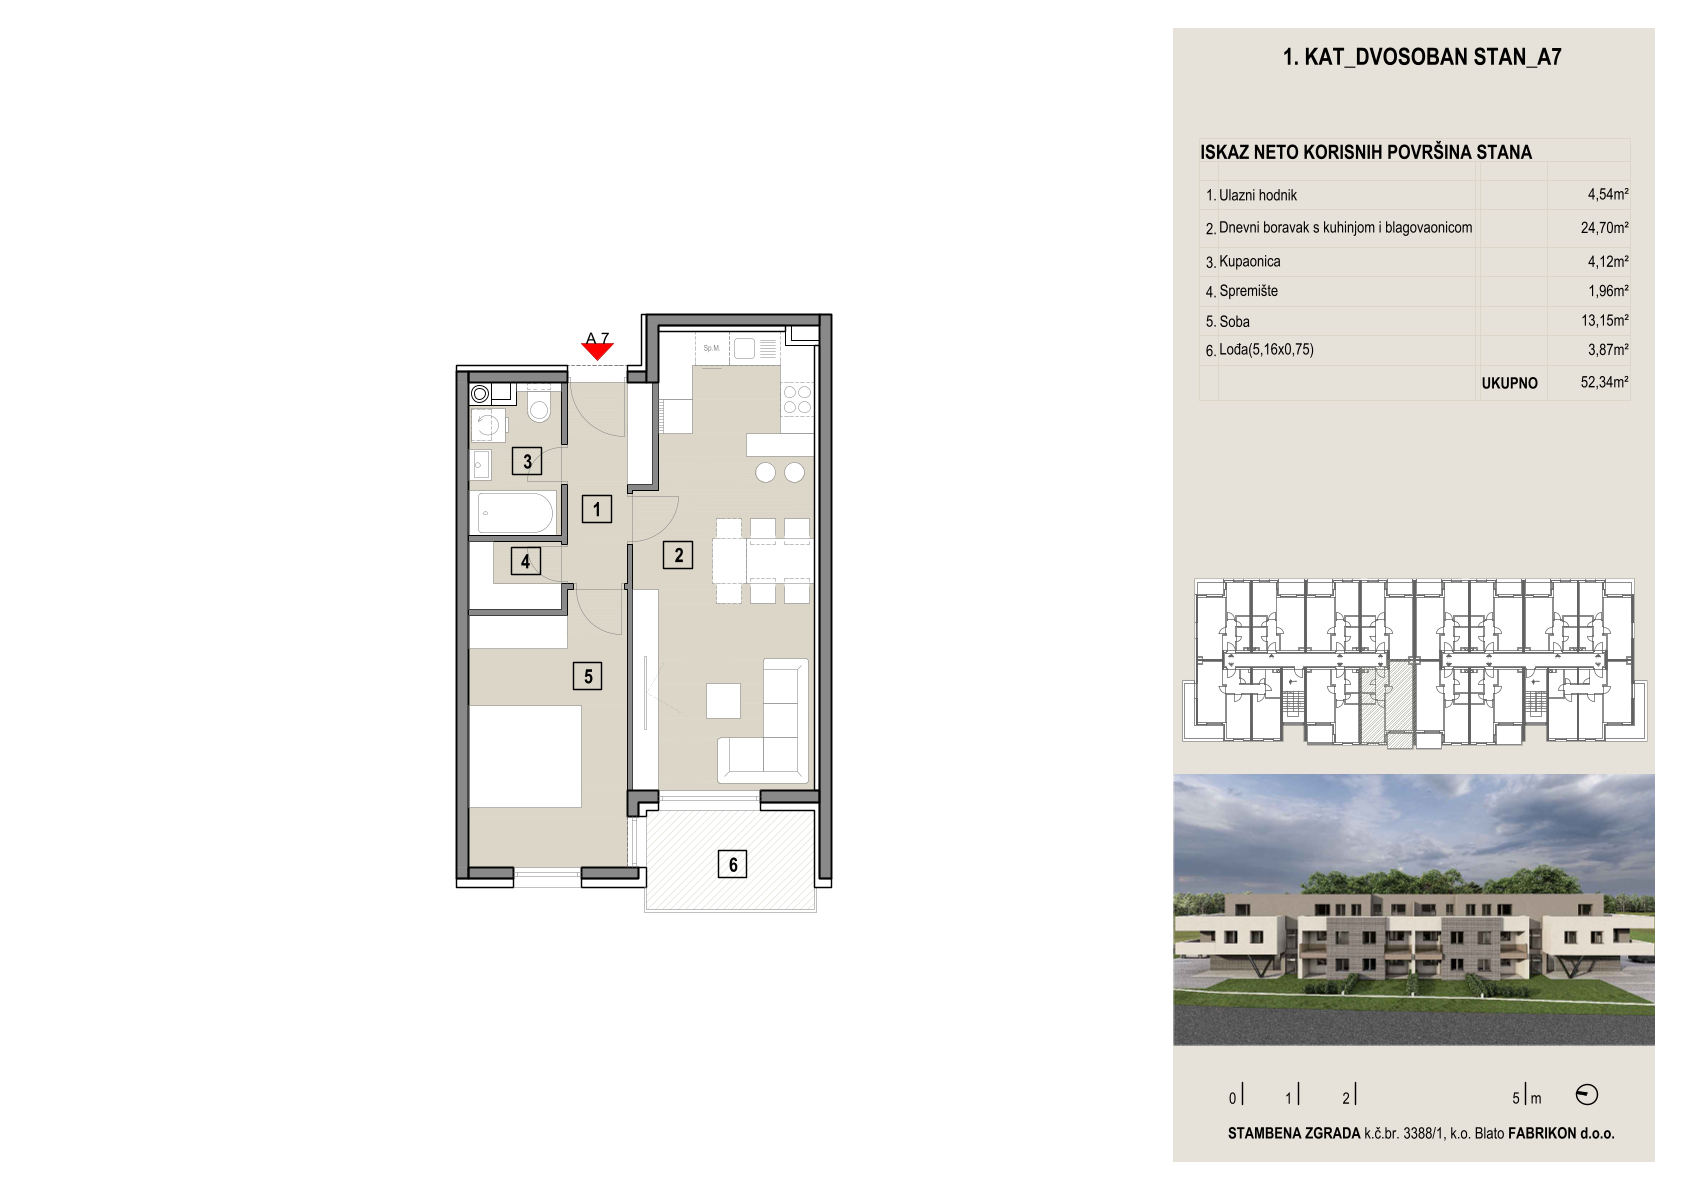 1. KAT_DVOSOBAN STAN_A7
ISKAZ NETO KORISNIH POVRŠINA STANA
1. Ulazni hodnik 4,54m²
2. Dnevni boravak s kuhinjom i blagovaonicom 24,70m²
3. Kupaonica 4,12m²
4. Spremište 1,96m²
5. Soba 13,15m²
6. Lođa(5,16x0,75) 3,87m²
UKUPNO 52,34m²
A 7
Sp.M.
3
1
4
2
5
6
0 1 2 5 m
STAMBENA ZGRADA k.č.br. 3388/1, k.o. Blato FABRIKON d.o.o.